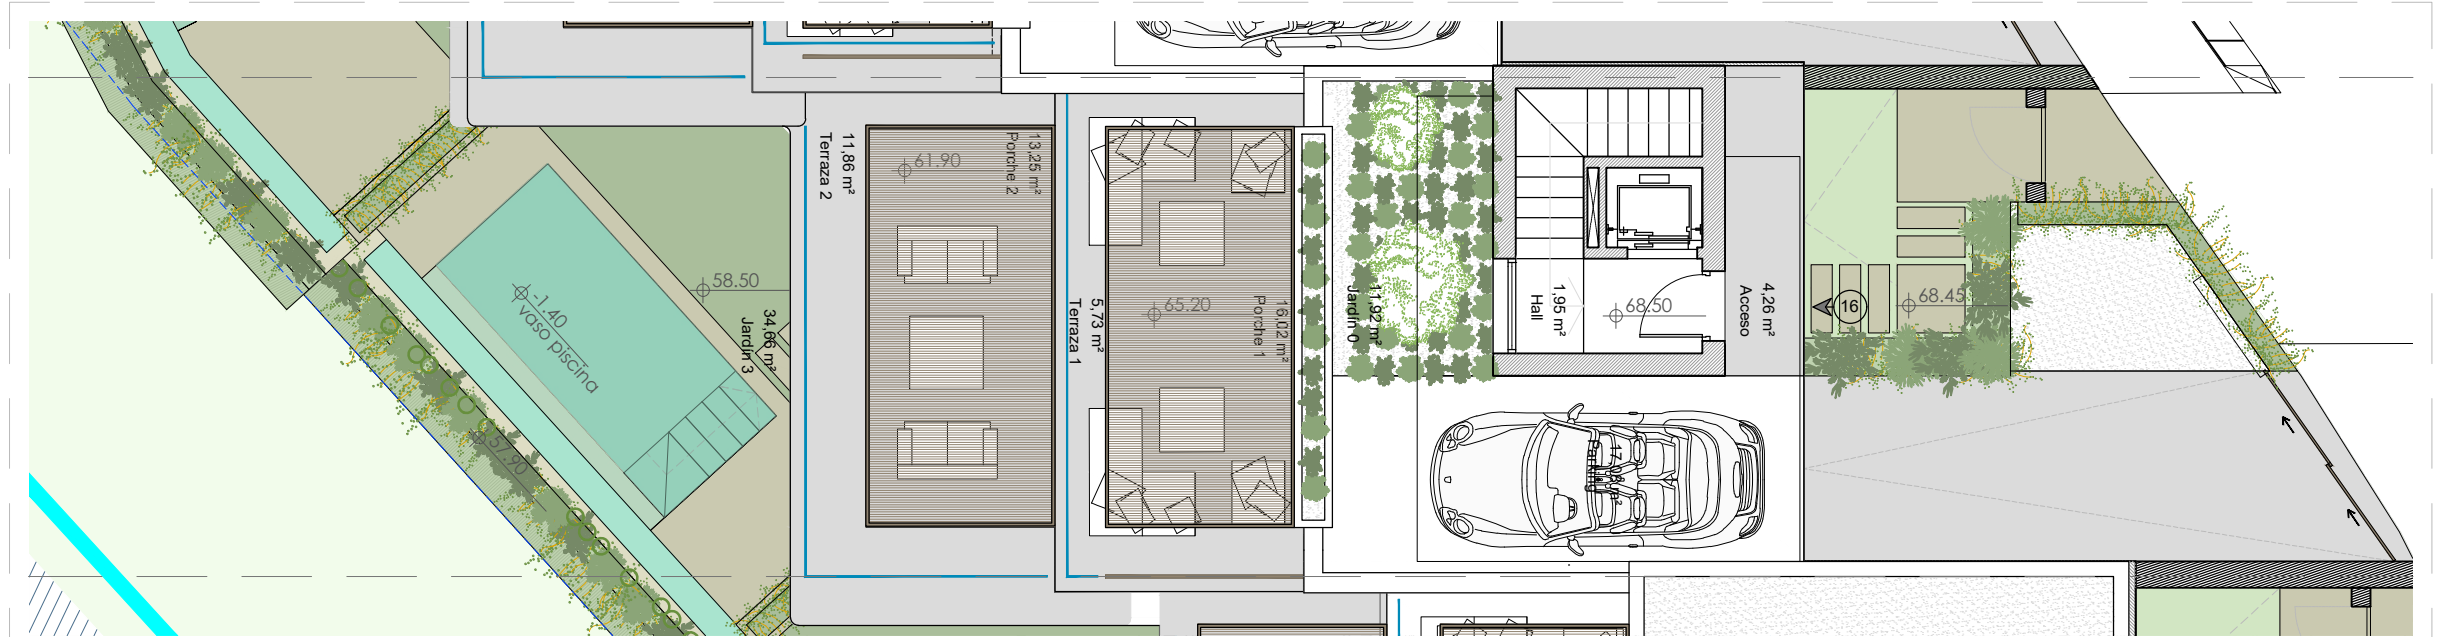 11,86 m²
Terraza 2
61.90
13,25 m²
Porche 2
-1.40
vaso piscina
58.50
34,66 m²
Jardín 3
57.90
5,73 m²
Terraza 1
65.20
16,02 m²
Porche 1
11,92 m²
Jardín 0
1,95 m²
Hall
68.50
4,26 m²
Acceso
16
68.45